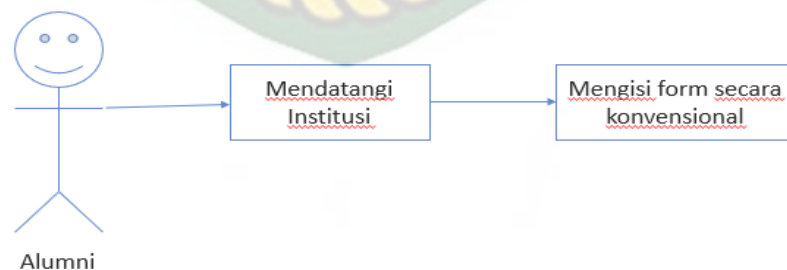 Mendatangi
Institusi
Mengisi form secara
konvensional
Alumni